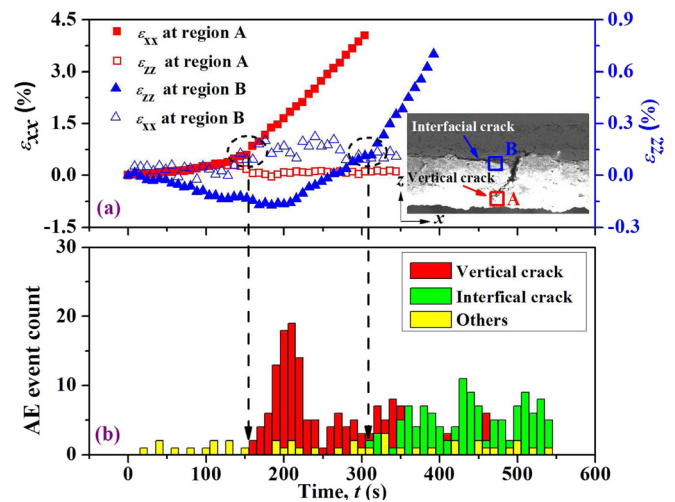 4.5
3.0
1.5
0.0
-1.5
εxx (%)
εxx at region A
εzz at region A
εzz at region B
εxx at region B
(a)
0.9
0.6
0.3
0.0
-0.3
εzz (%)
Interfacial crack
B
Vertical crack
A
z
x
30
20
10
0
AE event count
Vertical crack
Interfical crack
Others
(b)
0 100 200 300 400 500 600
Time, t (s)